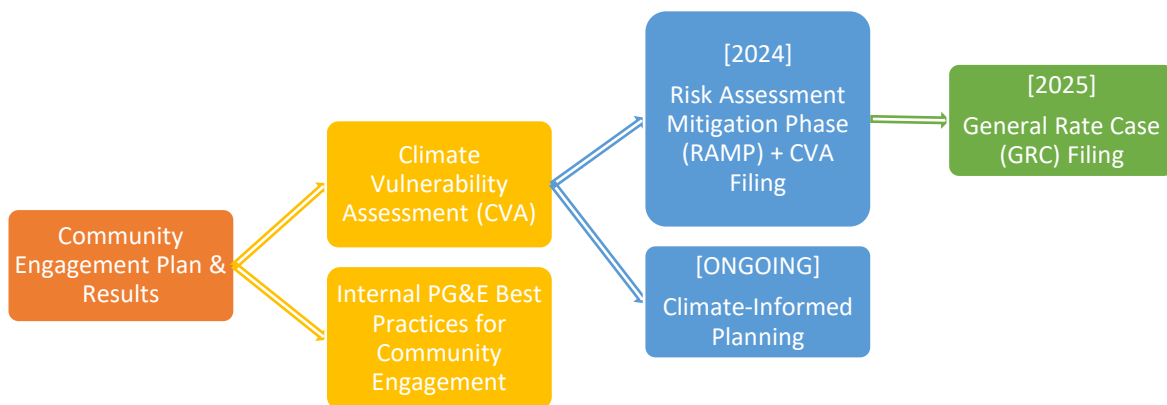 Community
Engagement Plan &
Results
Climate
Vulnerability
Assessment (CVA)
Internal PG&E Best
Practices for
Community
Engagement
[2024]
Risk Assessment
Mitigation Phase
(RAMP) + CVA
Filing
[ONGOING]
Climate-Informed
Planning
[2025]
General Rate Case
(GRC) Filing